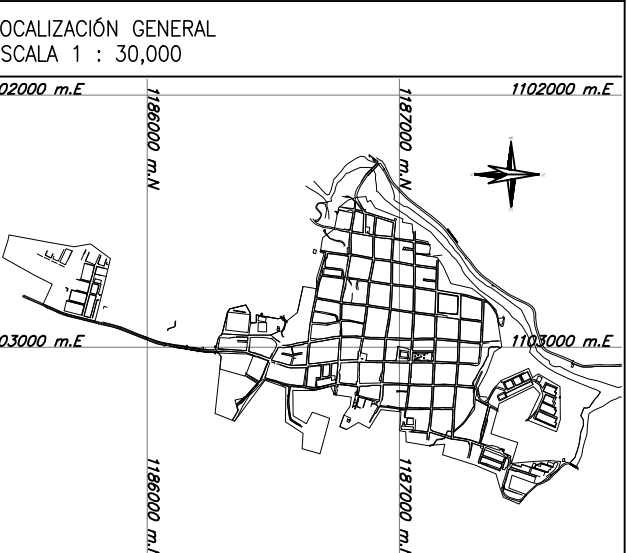 OCALIZACIÓN GENERAL
SCALA 1 : 30,000
02000 m.E
1102000 m.E
1186000 m.N
1187000 m.N
03000 m.E
1103000 m.E
1186000 m.N
1187000 m.N